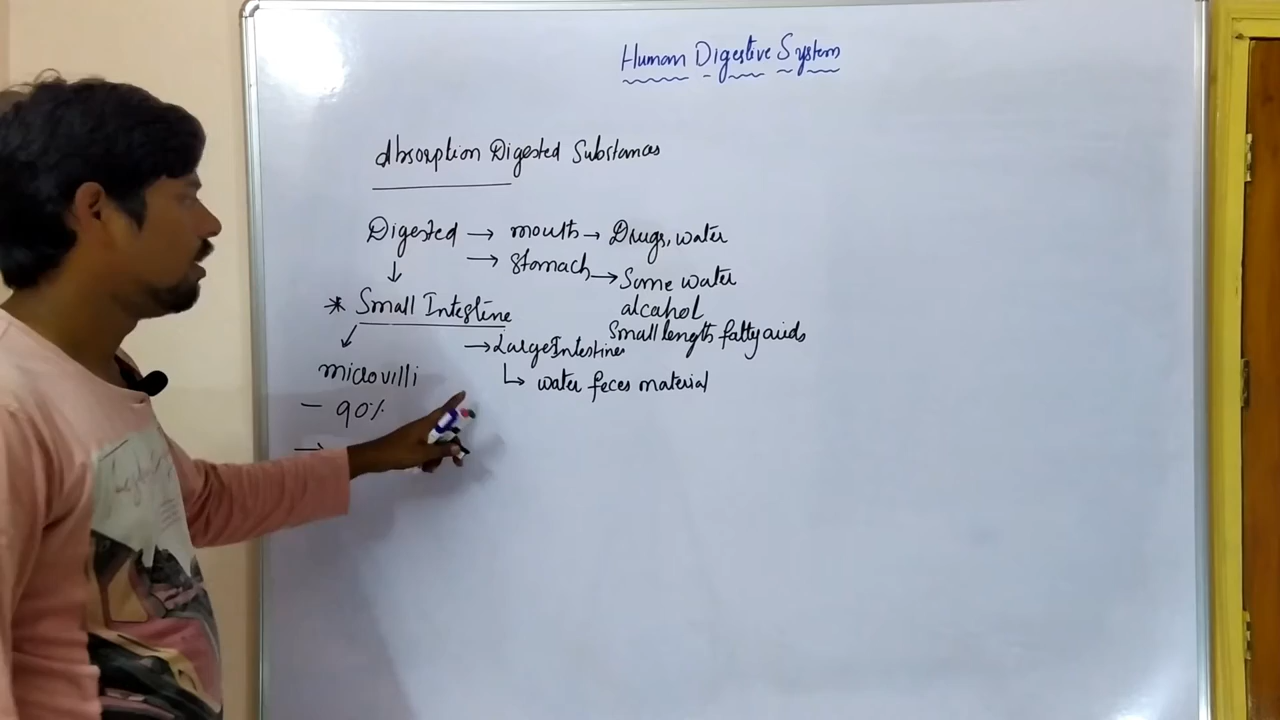 Human Digestive System
Absorption Digested Substances
Digested → mouth → Drugs, water
↓ → Stomach → Some water
* Small Intestine alcahol
Small length fatty acids
→ Large Intestine
microvilli ↳ water feces material
- 90%
→